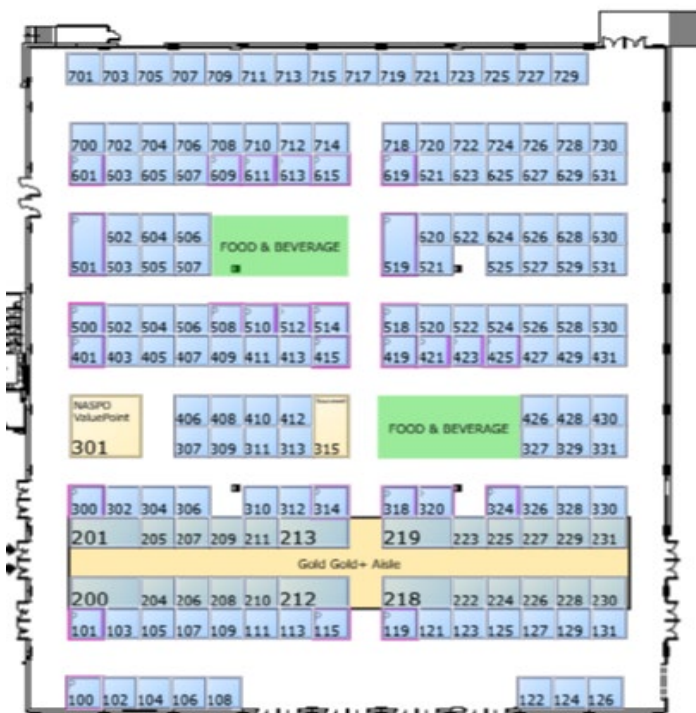 701 703 705 707 709 711 713 715 717 719 721 723 725 727 729
700 702 704 706 708 710 712 714 718 720 722 724 726 728 730
601 603 605 607 609 611 613 615 619 621 623 625 627 629 631
602 604 606 620 622 624 626 628 630
FOOD & BEVERAGE
501 503 505 507 519 521 525 527 529 531
500 502 504 506 508 510 512 514 518 520 522 524 526 528 530
401 403 405 407 409 411 413 415 419 421 423 425 427 429 431
NASPO
ValuePoint
406 408 410 412 426 428 430
FOOD & BEVERAGE
301 307 309 311 313 315 327 329 331
300 302 304 306 310 312 314 318 320 324 326 328 330
201 205 207 209 211 213 219 223 225 227 229 231
Gold Gold+ Aisle
200 204 206 208 210 212 218 222 224 226 228 230
101 103 105 107 109 111 113 115 119 121 123 125 127 129 131
100 102 104 106 108 122 124 126